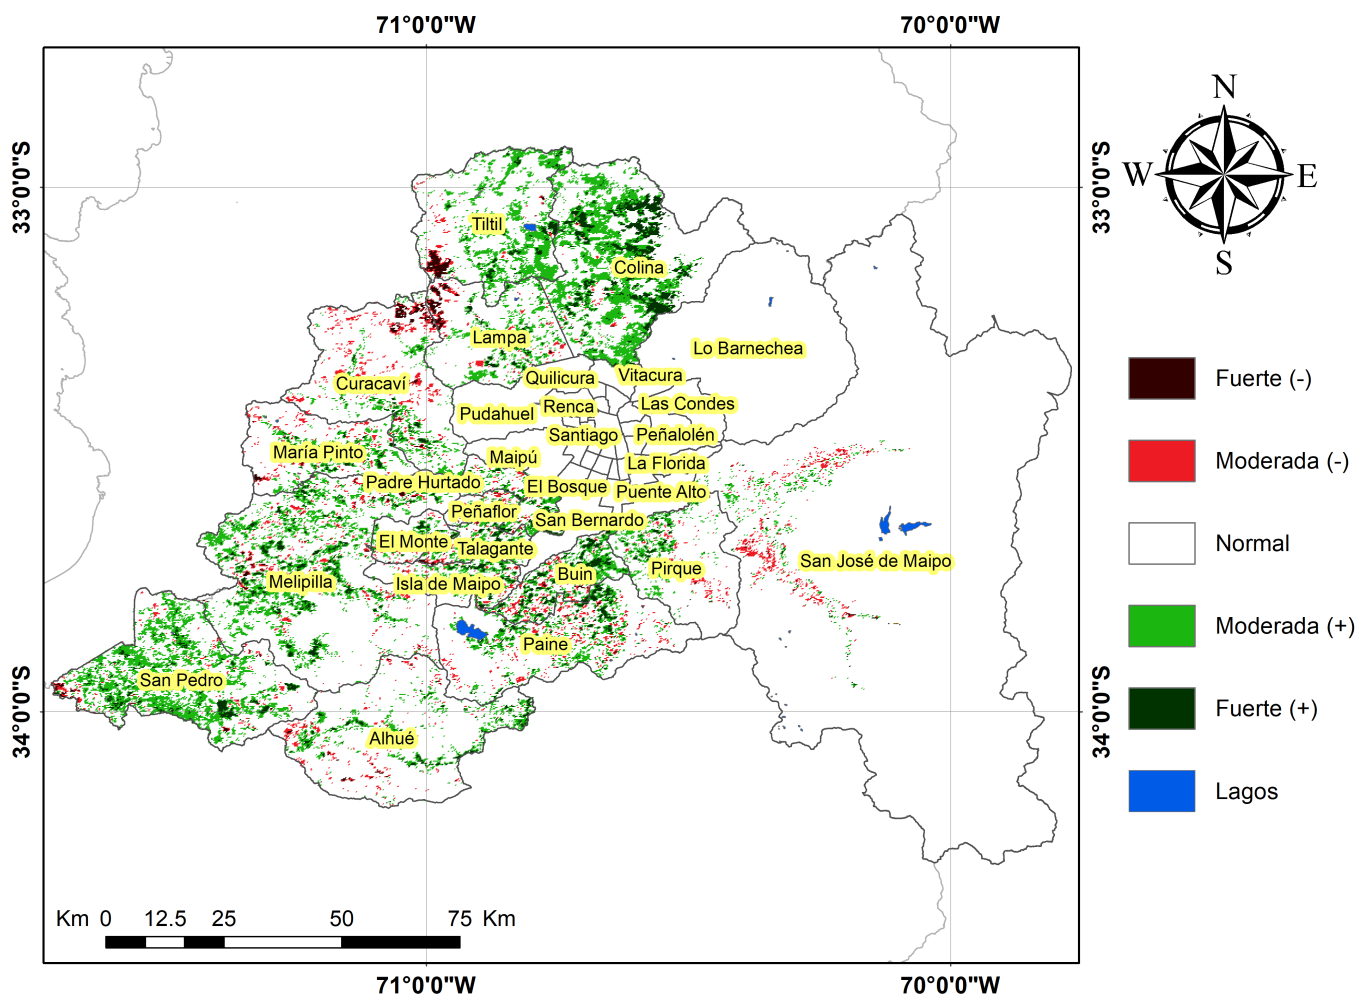 71°0'0"W
70°0'0"W
33°0'0"S
33°0'0"S
N
W
E
S
Tiltil
Colina
Lampa
Lo Barnechea
Curacaví
Quilicura
Vitacura
Pudahuel
Renca
Las Condes
Santiago
Peñalolén
María Pinto
Maipú
La Florida
Padre Hurtado
El Bosque
Puente Alto
Peñaflor
San Bernardo
El Monte
Talagante
San José de Maipo
Melipilla
Isla de Maipo
Buin
Pirque
Paine
San Pedro
Alhué
34°0'0"S
34°0'0"S
Fuerte (-)
Moderada (-)
Normal
Moderada (+)
Fuerte (+)
Lagos
Km 0 12.5 25 50 75 Km
71°0'0"W
70°0'0"W